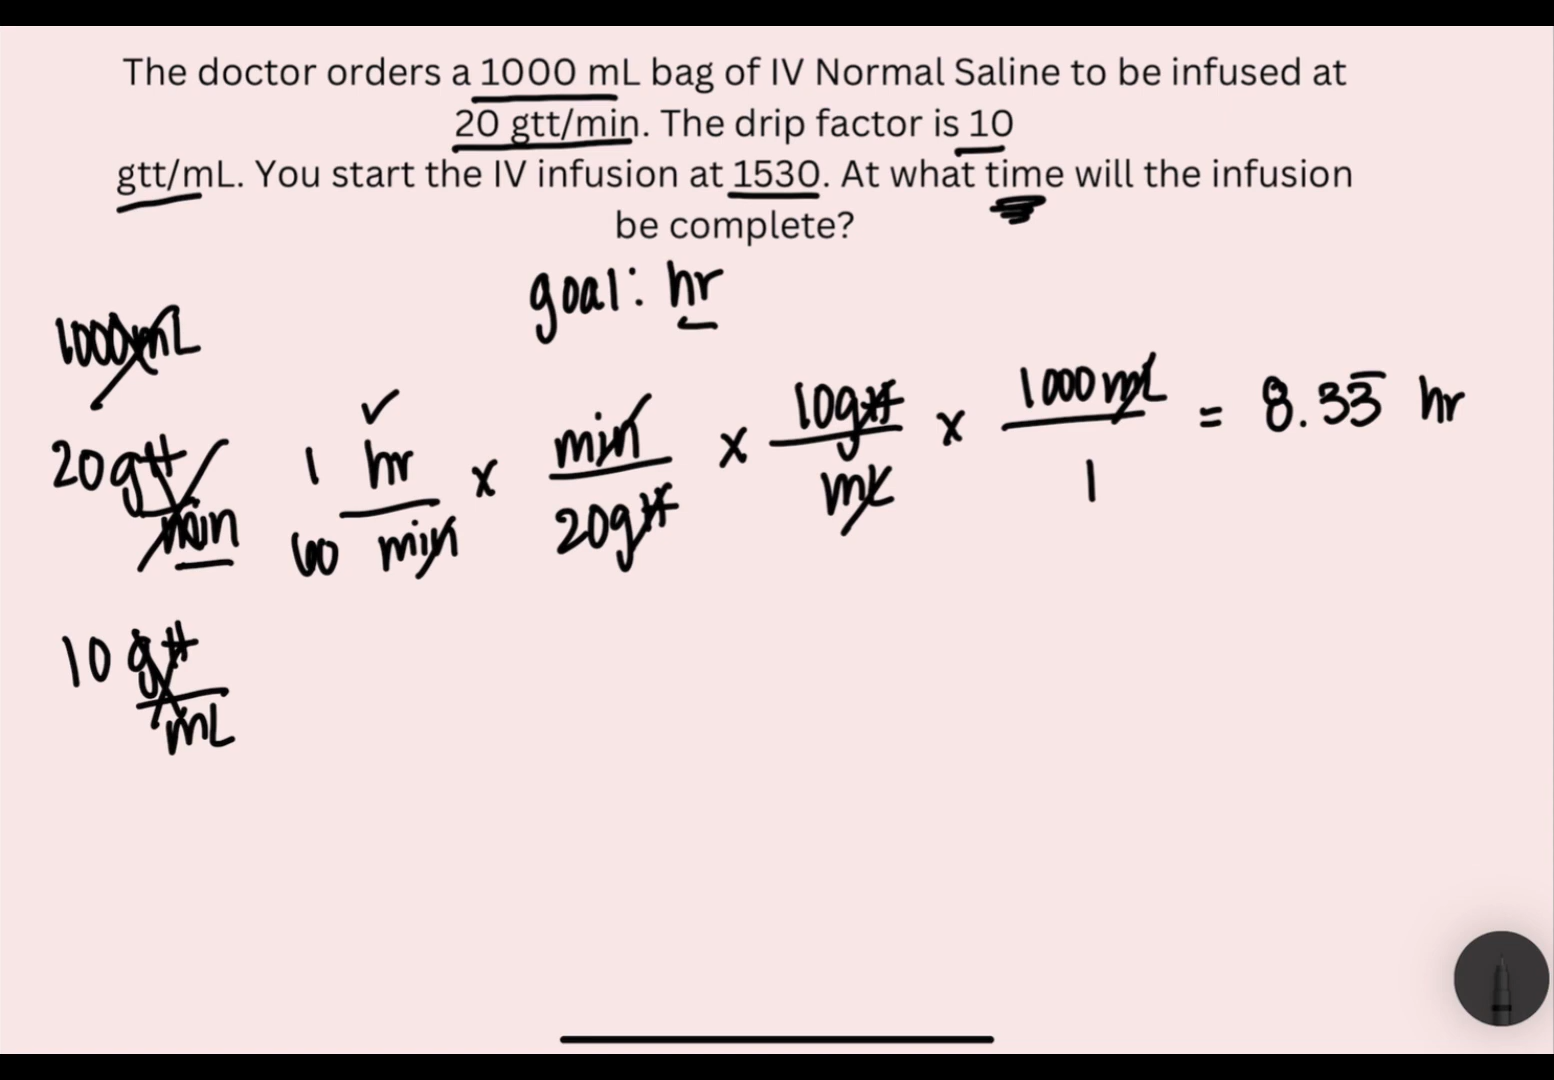 The doctor orders a 1000 mL bag of IV Normal Saline to be infused at
20 gtt/min. The drip factor is 10
gtt/mL. You start the IV infusion at 1530. At what time will the infusion
be complete?
goal: hr
1000 mL
20 gtt
min
1 hr
60 min
x
min
20 gtt
x
10 gtt
mL
x
1000 mL
1
= 8.33 hr
10 gtt
mL